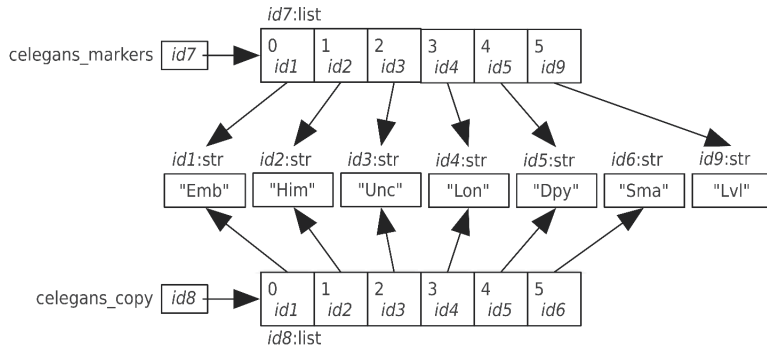 id7:list
celegans_markers id7
0 1 2 3 4 5
id1 id2 id3 id4 id5 id9
id1:str id2:str id3:str id4:str id5:str id6:str id9:str
"Emb" "Him" "Unc" "Lon" "Dpy" "Sma" "Lvl"
0 1 2 3 4 5
celegans_copy id8
id1 id2 id3 id4 id5 id6
id8:list